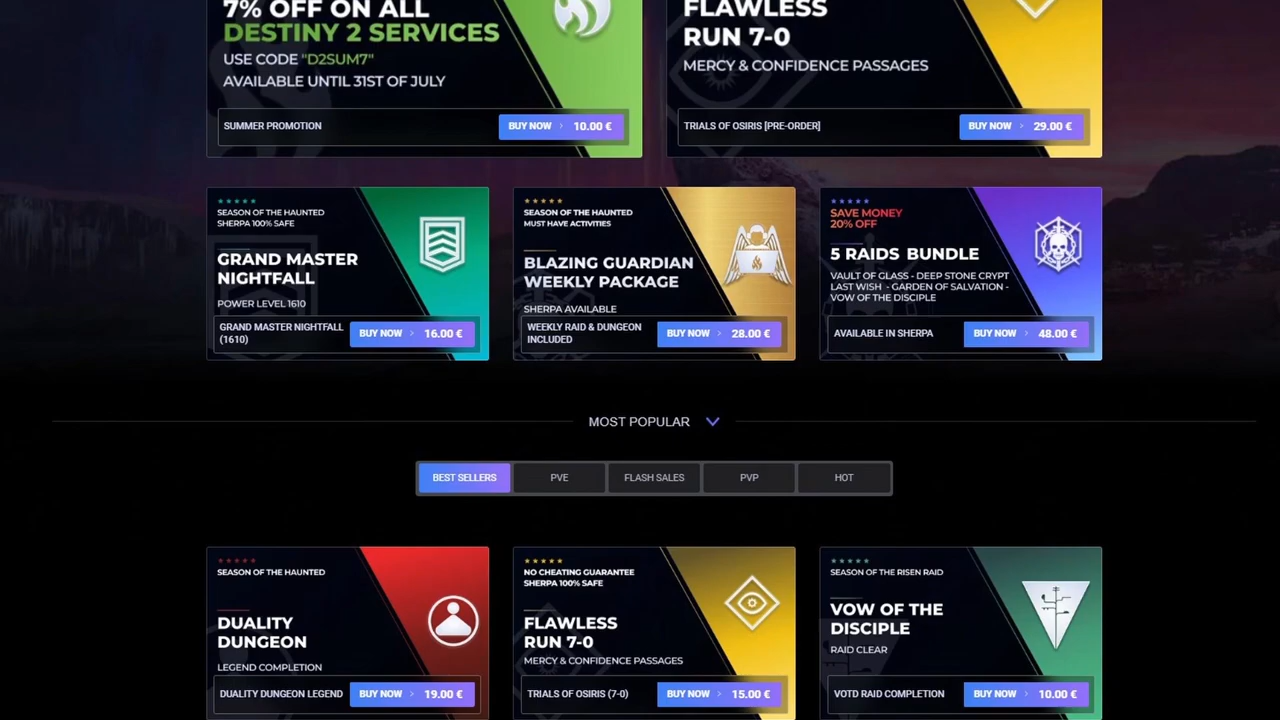 7% OFF ON ALL
DESTINY 2 SERVICES
USE CODE "D2SUM7"
AVAILABLE UNTIL 31ST OF JULY
SUMMER PROMOTION
BUY NOW
10.00 €
FLAWLESS
RUN 7-0
MERCY & CONFIDENCE PASSAGES
TRIALS OF OSIRIS [PRE-ORDER]
BUY NOW
29.00 €
SEASON OF THE HAUNTED
SHERPA 100% SAFE
GRAND MASTER
NIGHTFALL
POWER LEVEL 1610
GRAND MASTER NIGHTFALL
(1610)
BUY NOW
16.00 €
SEASON OF THE HAUNTED
MUST HAVE ACTIVITIES
BLAZING GUARDIAN
WEEKLY PACKAGE
SHERPA AVAILABLE
WEEKLY RAID & DUNGEON
INCLUDED
BUY NOW
28.00 €
SAVE MONEY
20% OFF
5 RAIDS BUNDLE
VAULT OF GLASS - DEEP STONE CRYPT
LAST WISH - GARDEN OF SALVATION -
VOW OF THE DISCIPLE
AVAILABLE IN SHERPA
BUY NOW
48.00 €
MOST POPULAR
BEST SELLERS
PVE
FLASH SALES
PVP
HOT
SEASON OF THE HAUNTED
DUALITY
DUNGEON
LEGEND COMPLETION
DUALITY DUNGEON LEGEND
BUY NOW
19.00 €
NO CHEATING GUARANTEE
SHERPA 100% SAFE
FLAWLESS
RUN 7-0
MERCY & CONFIDENCE PASSAGES
TRIALS OF OSIRIS (7-0)
BUY NOW
15.00 €
SEASON OF THE RISEN RAID
VOW OF THE
DISCIPLE
RAID CLEAR
VOTD RAID COMPLETION
BUY NOW
10.00 €